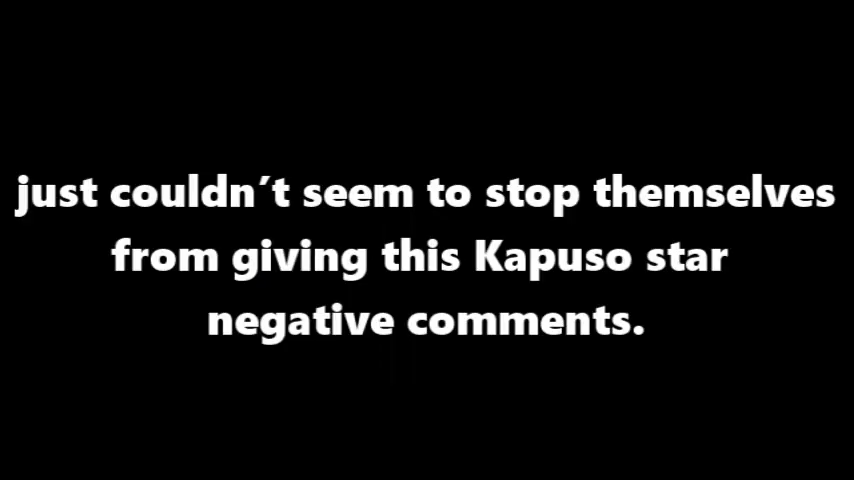 just couldn´t seem to stop themselves
from giving this Kapuso star
negative comments.